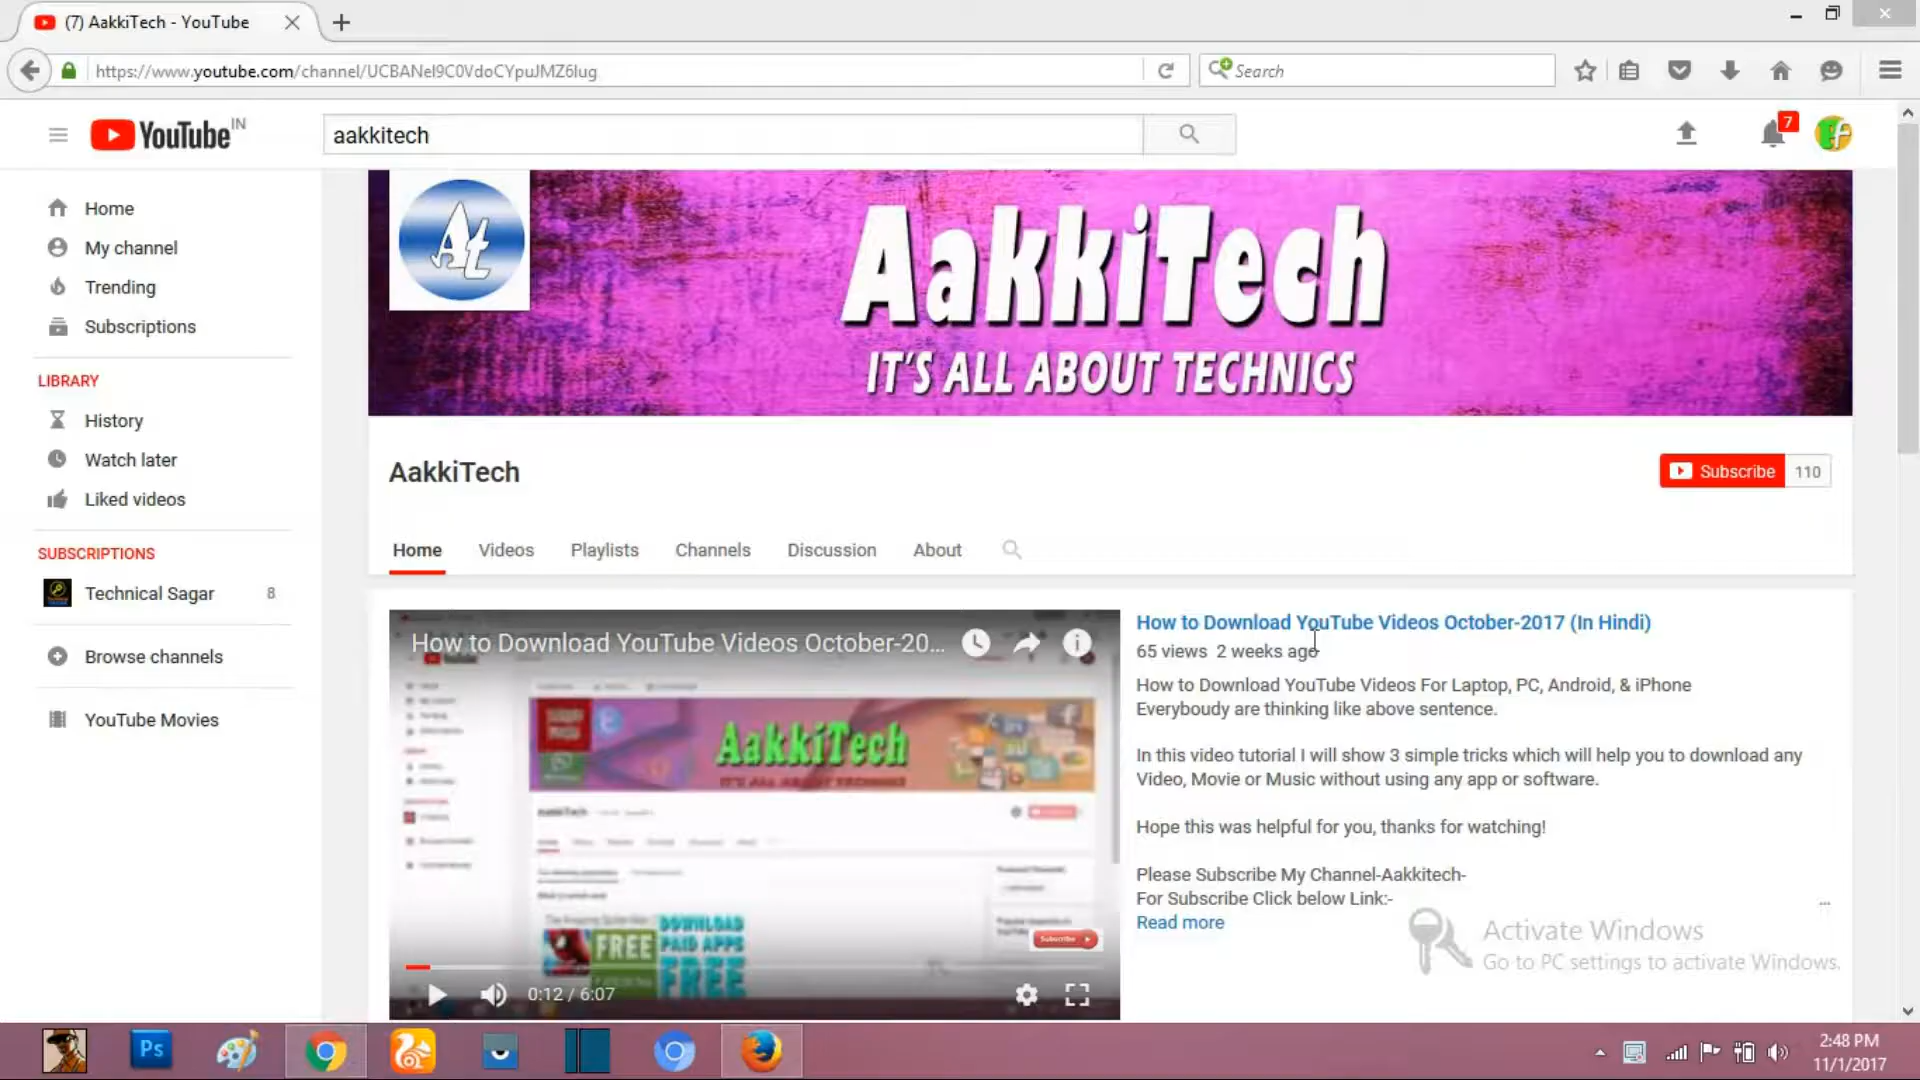 (7) AakkiTech - YouTube
https://www.youtube.com/channel/UCBANel9C0VdoCYpuJMZ6lug
Search
YouTube IN
aakkitech
7
Home
My channel
Trending
Subscriptions
LIBRARY
History
Watch later
Liked videos
SUBSCRIPTIONS
Technical Sagar 8
Browse channels
YouTube Movies
At
AakkiTech
IT'S ALL ABOUT TECHNICS
AakkiTech
Subscribe 110
Home Videos Playlists Channels Discussion About
How to Download YouTube Videos October-20...
AakkiTech
IT'S ALL ABOUT TECHNICS
DOWNLOAD
FREE PAID APPS
FREE
Subscribe
0:12 / 6:07
How to Download YouTube Videos October-2017 (In Hindi)
65 views 2 weeks ago
How to Download YouTube Videos For Laptop, PC, Android, & iPhone
Everyboudy are thinking like above sentence.
In this video tutorial I will show 3 simple tricks which will help you to download any
Video, Movie or Music without using any app or software.
Hope this was helpful for you, thanks for watching!
Please Subscribe My Channel-Aakkitech-
For Subscribe Click below Link:-
...
Read more
Activate Windows
Go to PC settings to activate Windows.
Ps
2:48 PM
11/1/2017